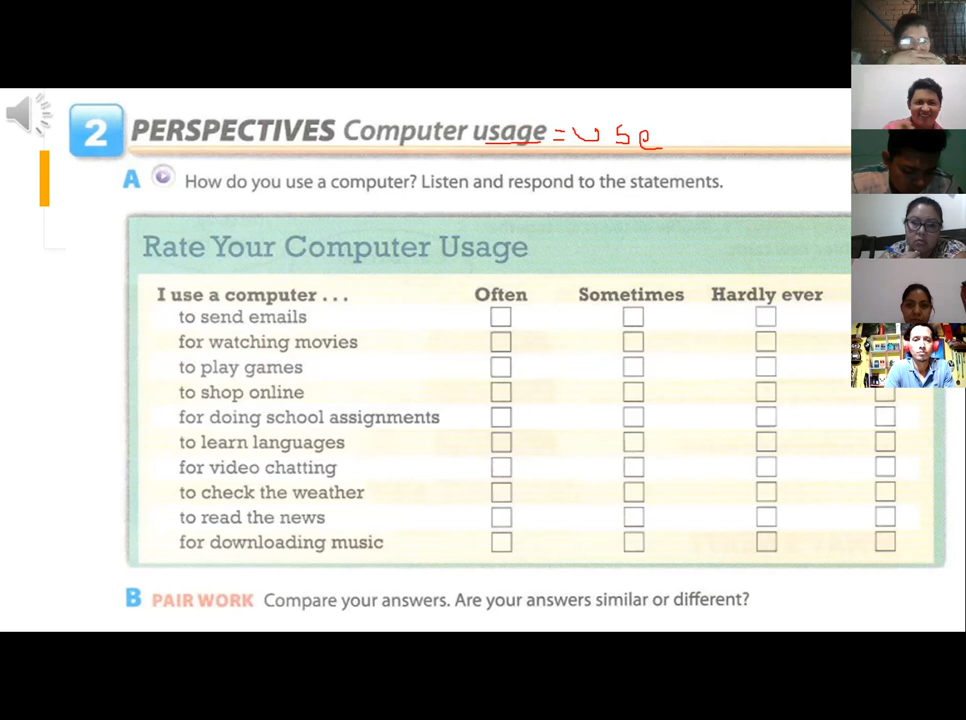 2 PERSPECTIVES Computer usage = use
A How do you use a computer? Listen and respond to the statements.
Rate Your Computer Usage
I use a computer . . . Often Sometimes Hardly ever
to send emails
for watching movies
to play games
to shop online
for doing school assignments
to learn languages
for video chatting
to check the weather
to read the news
for downloading music
B PAIR WORK Compare your answers. Are your answers similar or different?